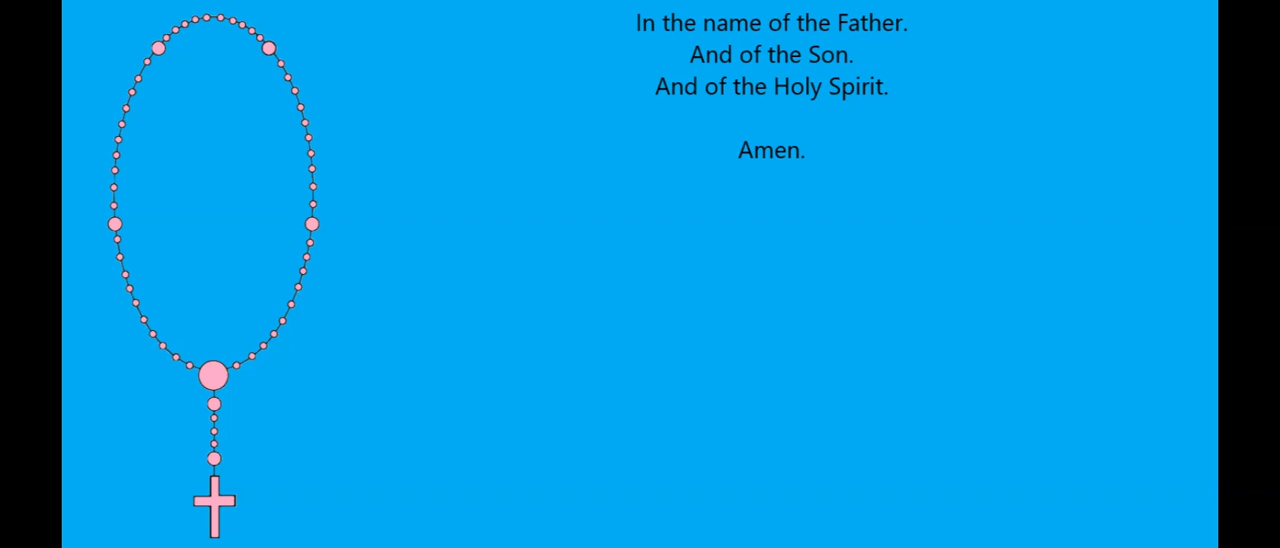 In the name of the Father.
And of the Son.
And of the Holy Spirit.
Amen.